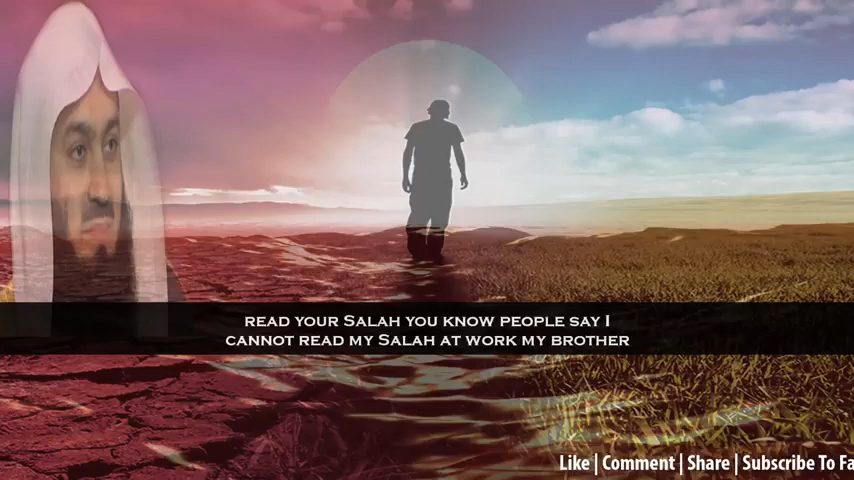 READ YOUR SALAH YOU KNOW PEOPLE SAY I
CANNOT READ MY SALAH AT WORK MY BROTHER
Like | Comment | Share | Subscribe To Fa